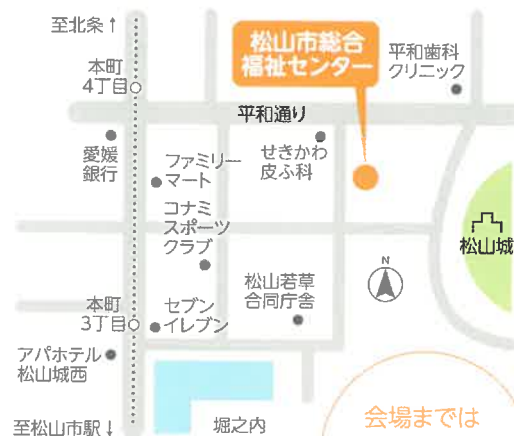 至北条↑
本町
4丁目
松山市総合
福祉センター
平和歯科
クリニック
平和通り
愛媛
銀行
ファミリー
マート
せきかわ
皮ふ科
コナミ
スポーツ
クラブ
松山城
N
松山若草
合同庁舎
本町
3丁目
セブン
イレブン
アパホテル
松山城西
至松山市駅↓
堀之内
会場までは